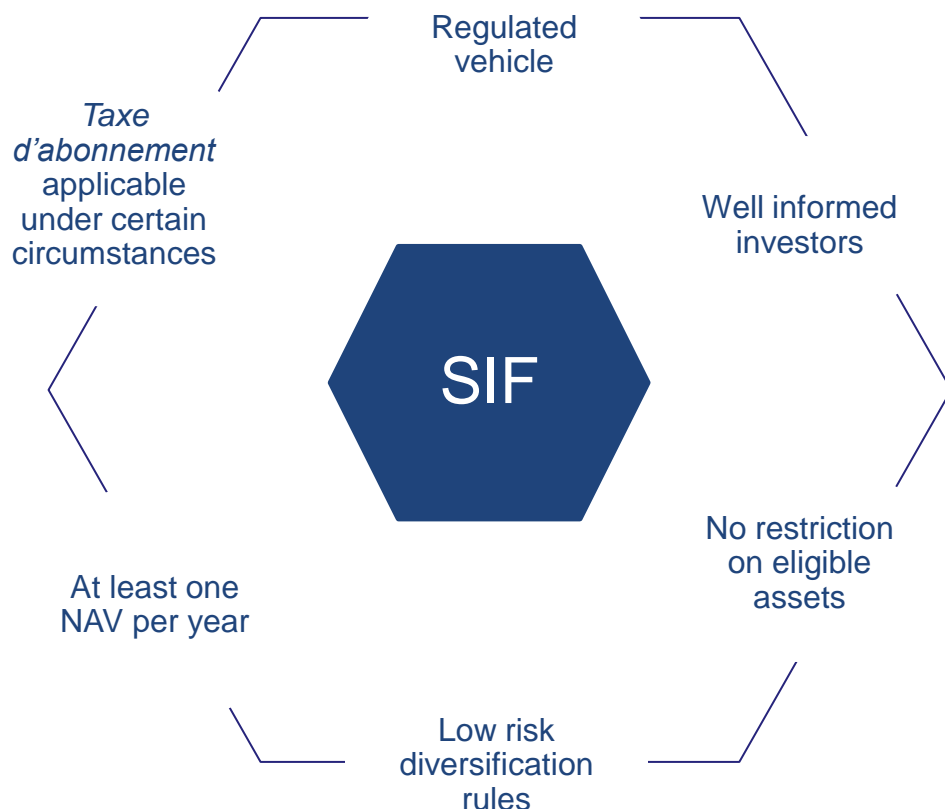 Regulated
vehicle
Well informed
investors
No restriction
on eligible
assets
Low risk
diversification
rules
At least one
NAV per year
Taxe
d’abonnement
applicable
under certain
circumstances
SIF